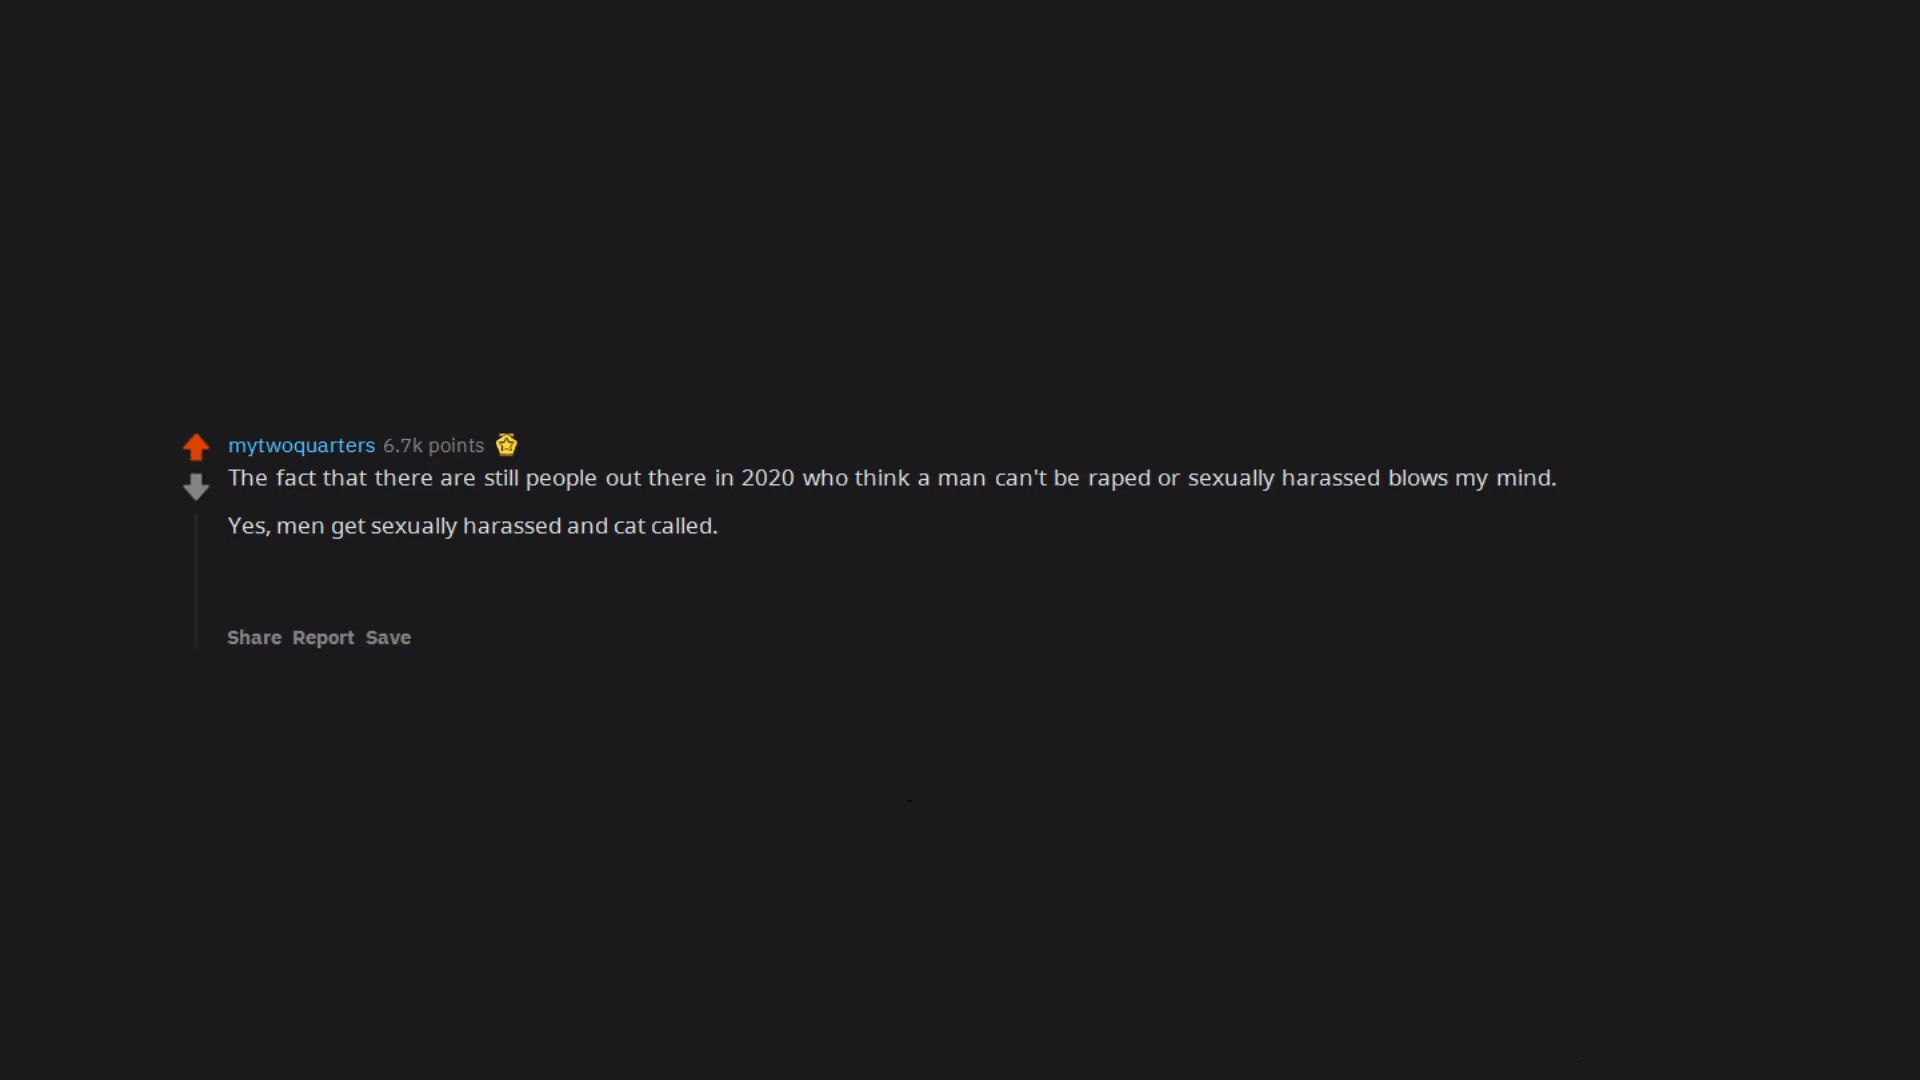 mytwoquarters 6.7k points
The fact that there are still people out there in 2020 who think a man can't be raped or sexually harassed blows my mind.
Yes, men get sexually harassed and cat called.
Share Report Save